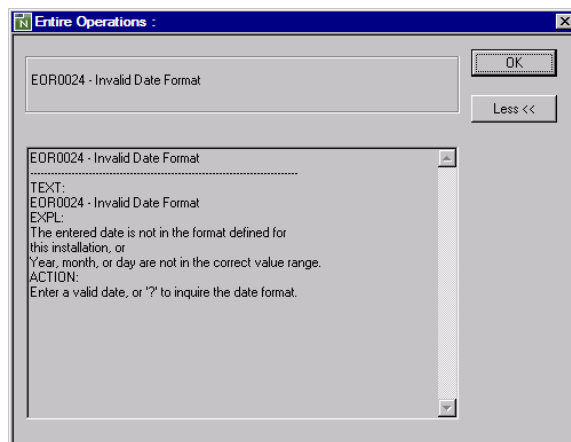 Entire Operations :
EOR0024 - Invalid Date Format
OK
Less <<
EOR0024 - Invalid Date Format
--------------------------------------------------------------------------------
TEXT:
EOR0024 - Invalid Date Format
EXPL:
The entered date is not in the format defined for
this installation, or
Year, month, or day are not in the correct value range.
ACTION:
Enter a valid date, or '?' to inquire the date format.